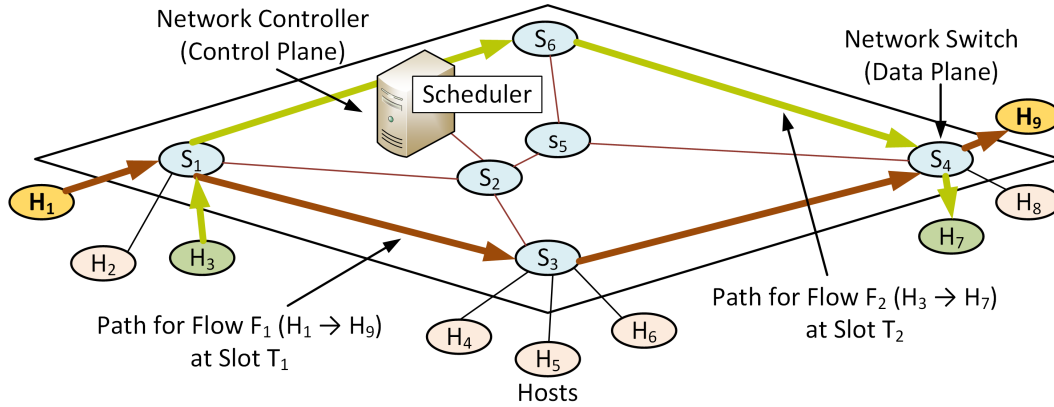 Network Controller
(Control Plane)
S₆
Network Switch
(Data Plane)
Scheduler
H₉
s₅
S₁
S₄
S₂
H₁
H₈
H₂
H₃
S₃
H₇
Path for Flow F₁ (H₁ → H₉)
at Slot T₁
H₄
H₅
H₆
Hosts
Path for Flow F₂ (H₃ → H₇)
at Slot T₂